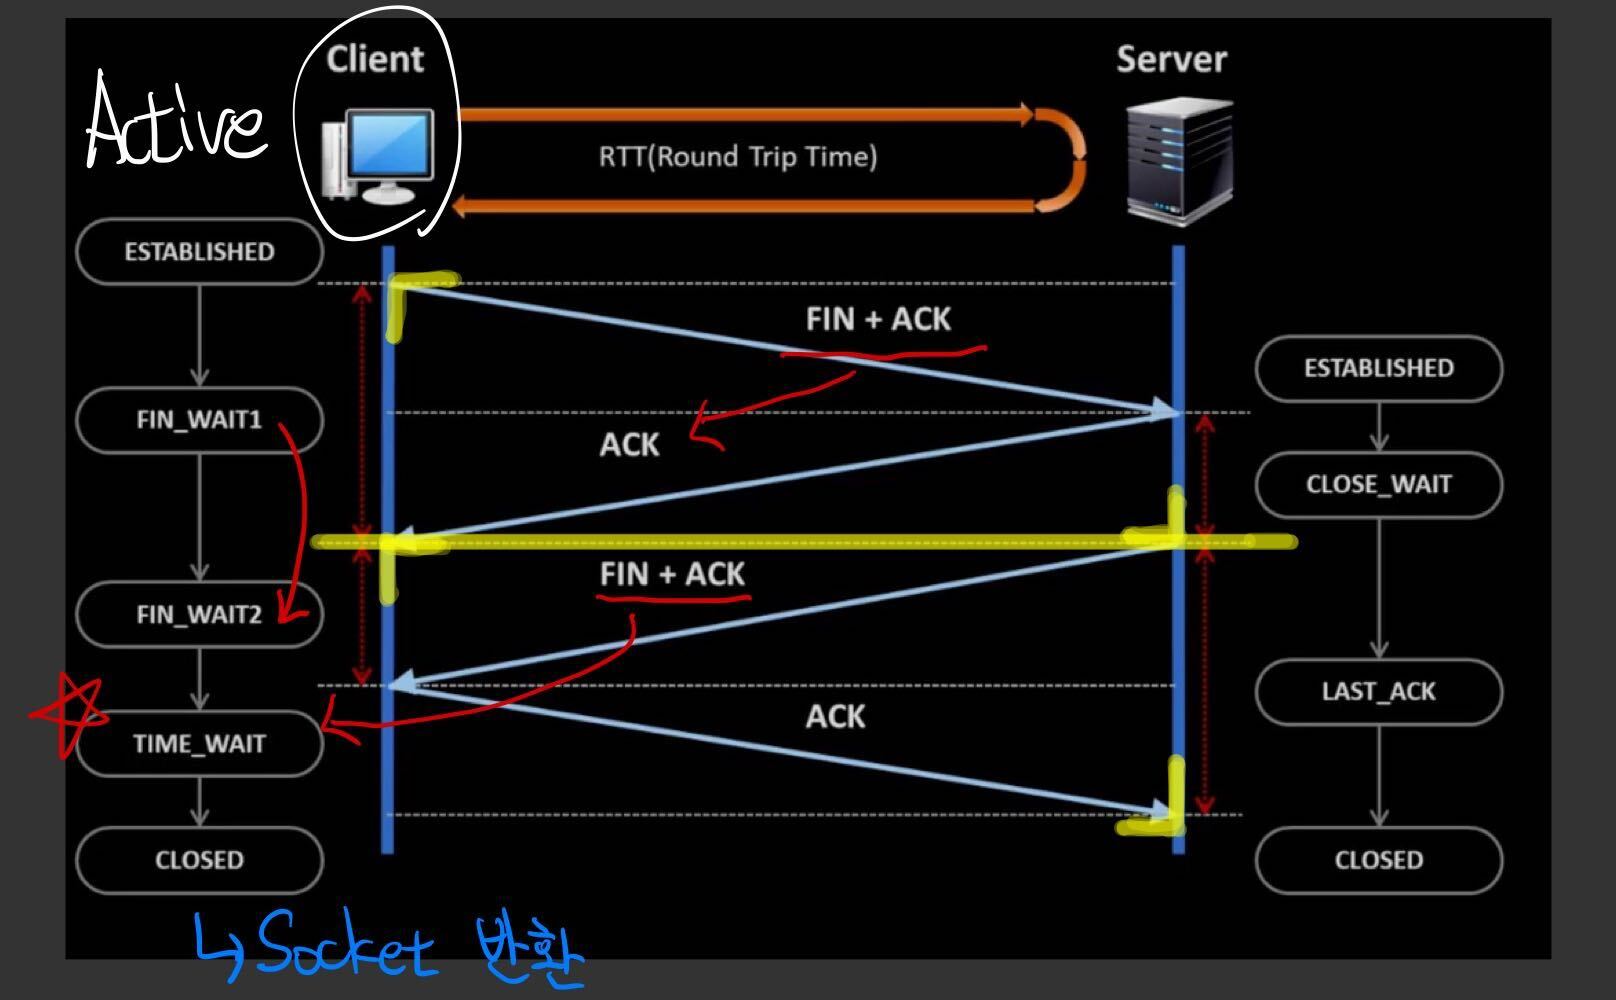 Client
Server
Active
RTT(Round Trip Time)
ESTABLISHED
FIN + ACK
ESTABLISHED
FIN_WAIT1
ACK
CLOSE_WAIT
FIN + ACK
FIN_WAIT2
LAST_ACK
ACK
TIME_WAIT
CLOSED
CLOSED
Socket 반환